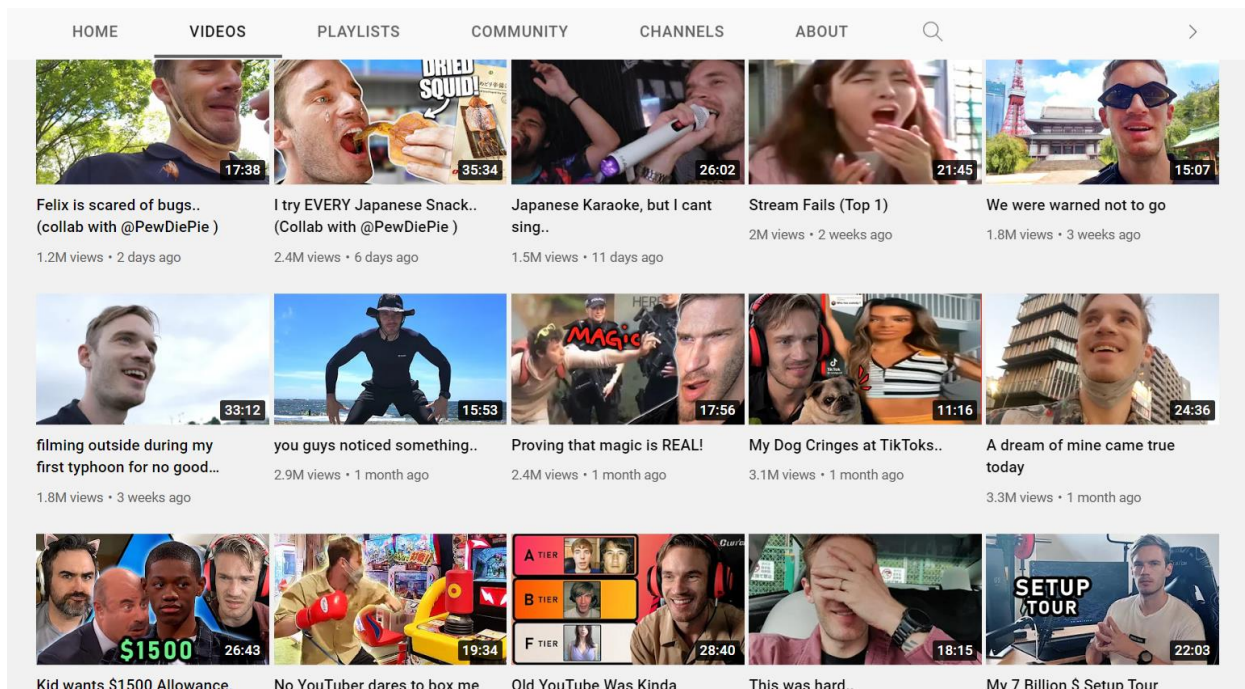 HOME VIDEOS PLAYLISTS COMMUNITY CHANNELS ABOUT
DRIED
SQUID!
17:38 35:34 26:02 21:45 15:07
Felix is scared of bugs..
(collab with @PewDiePie )
1.2M views • 2 days ago
I try EVERY Japanese Snack..
(Collab with @PewDiePie )
2.4M views • 6 days ago
Japanese Karaoke, but I cant
sing..
1.5M views • 11 days ago
Stream Fails (Top 1)
2M views • 2 weeks ago
We were warned not to go
1.8M views • 3 weeks ago
HERE
MAGic
TikTok
33:12 15:53 17:56 11:16 24:36
filming outside during my
first typhoon for no good...
1.8M views • 3 weeks ago
you guys noticed something..
2.9M views • 1 month ago
Proving that magic is REAL!
2.4M views • 1 month ago
My Dog Cringes at TikToks..
3.1M views • 1 month ago
A dream of mine came true
today
3.3M views • 1 month ago
$1500
A TIER
B TIER
F TIER
SETUP
TOUR
26:43 19:34 28:40 18:15 22:03
Kid wants $1500 Allowance.
No YouTuber dares to box me
Old YouTube Was Kinda
This was hard..
My 7 Billion $ Setup Tour